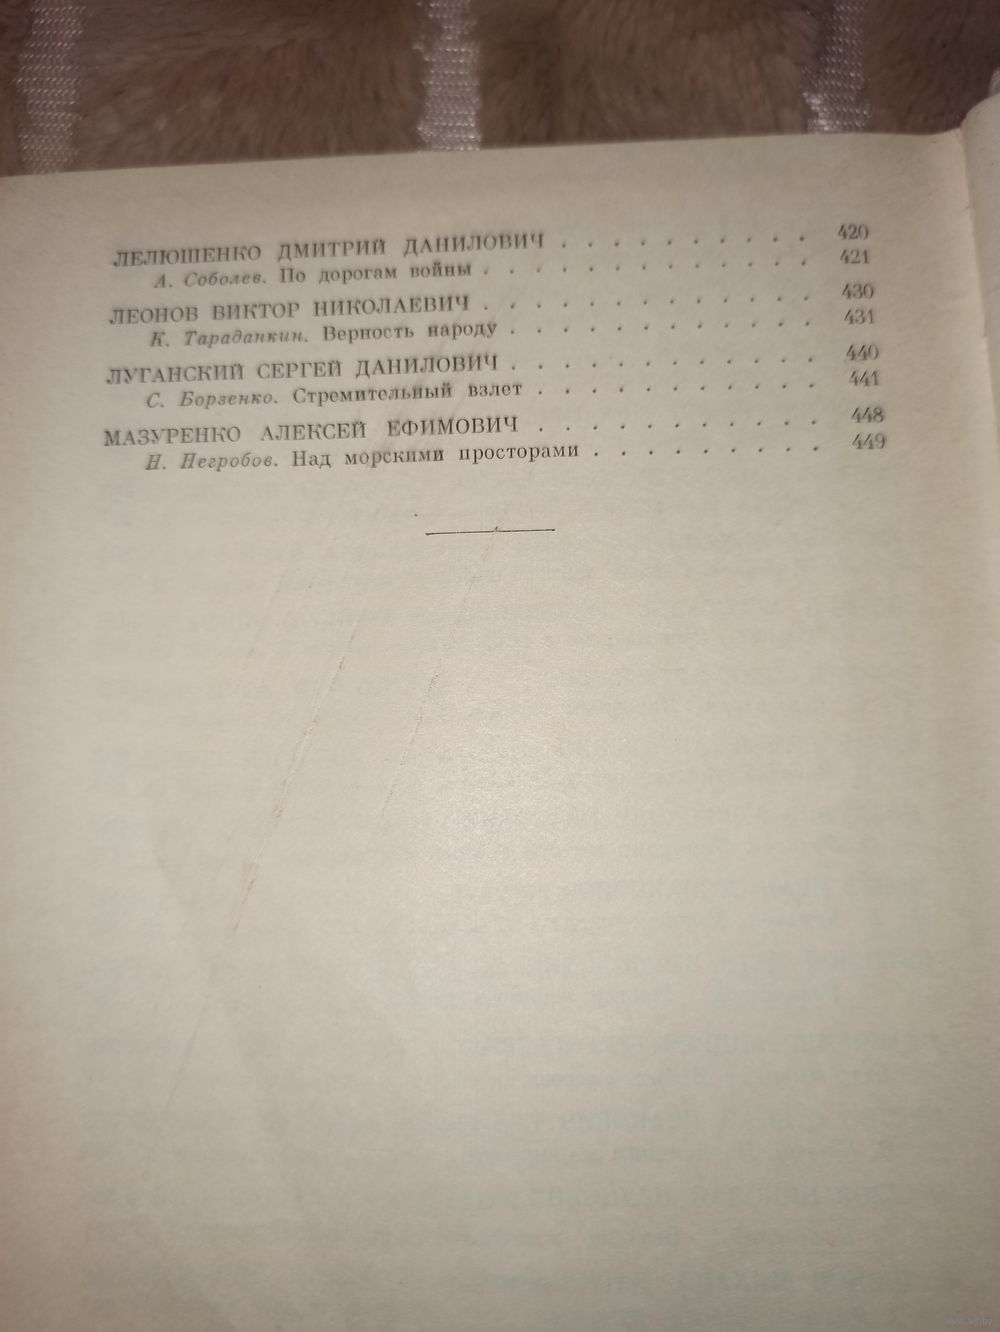 ЛЕЛЮШЕНКО ДМИТРИЙ ДАНИЛОВИЧ . . . . . . . . . . 420
А. Соболев. По дорогам войны . . . . . . . . . . . . . 421
ЛЕОНОВ ВИКТОР НИКОЛАЕВИЧ . . . . . . . . . . . . . 430
К. Тараданкин. Верность народу . . . . . . . . . . . . 431
ЛУГАНСКИЙ СЕРГЕЙ ДАНИЛОВИЧ . . . . . . . . . . . . 440
С. Борзенко. Стремительный взлет . . . . . . . . . . . 441
МАЗУРЕНКО АЛЕКСЕЙ ЕФИМОВИЧ . . . . . . . . . . . 448
Н. Негробов. Над морскими просторами . . . . . . . . . 449